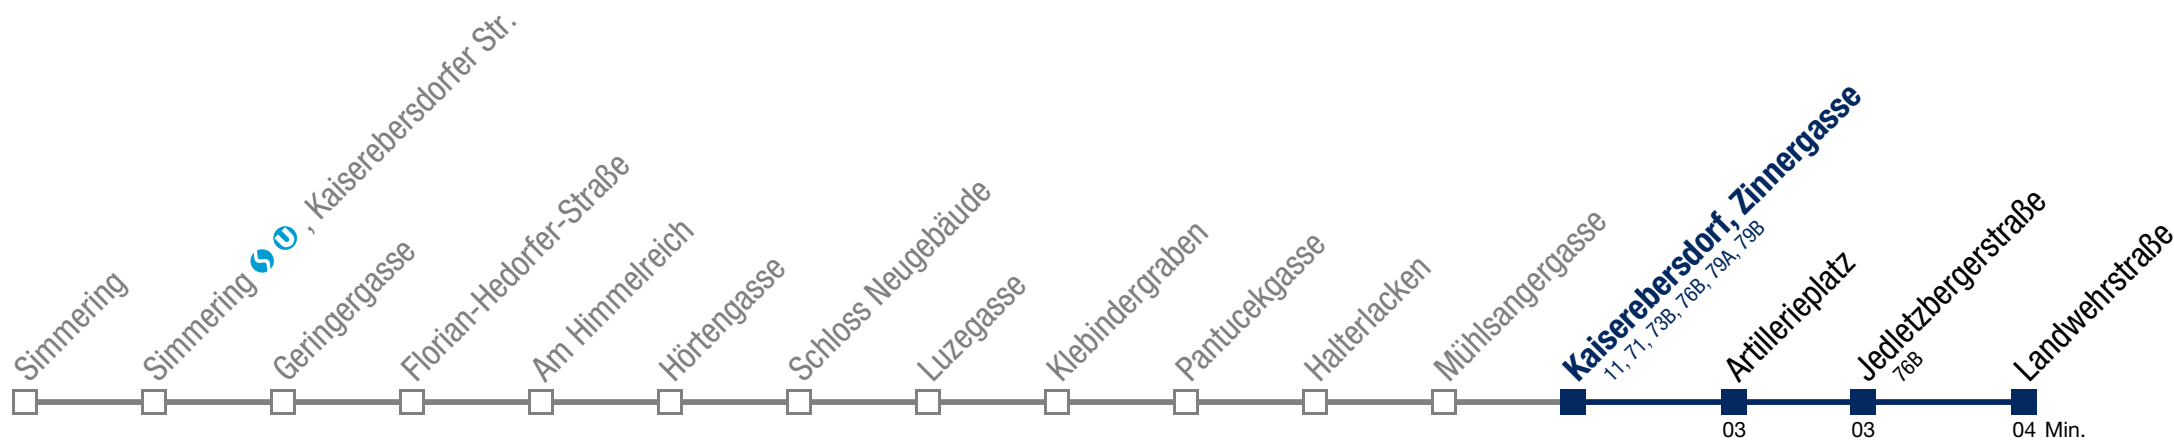 Simmering
Simmering S U , Kaiserebersdorfer Str.
Geringergasse
Florian-Hedorfer-Straße
Am Himmelreich
Hörtengasse
Schloss Neugebäude
Luzegasse
Klebindergraben
Pantucekgasse
Halterlacken
Mühlsangergasse
Kaiserebersdorf, Zinnergasse
11, 71, 73B, 76B, 79A, 79B
Artillerieplatz
Jedletzbergerstraße
76B
Landwehrstraße
03
03
04 Min.